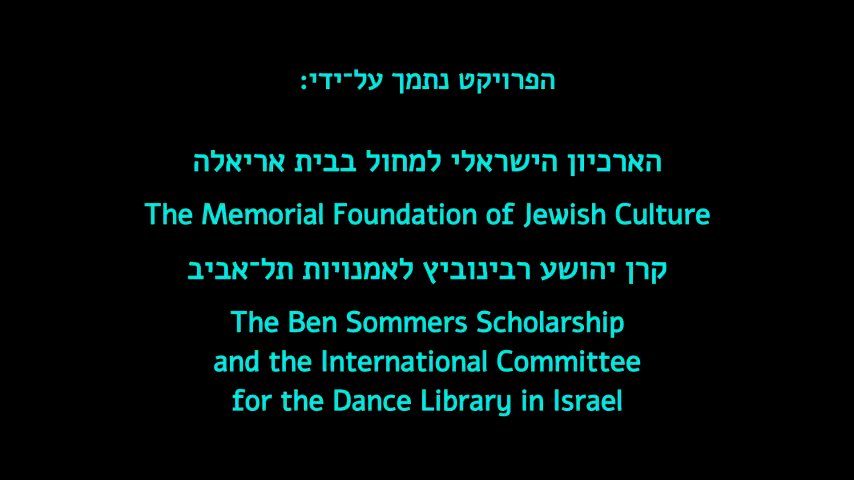 הפרויקט נתמך על־ידי:
הארכיון הישראלי למחול בבית אריאלה
The Memorial Foundation of Jewish Culture
קרן יהושע רבינוביץ לאמנויות תל־אביב
The Ben Sommers Scholarship
and the International Committee
for the Dance Library in Israel